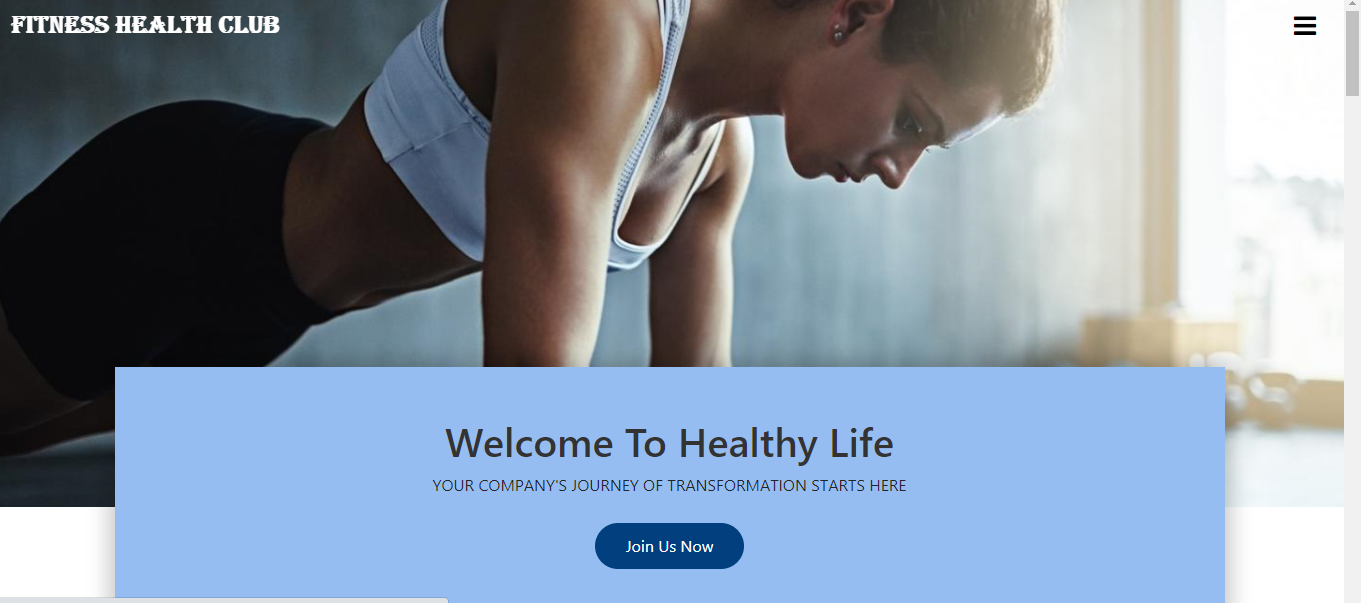 FITNESS HEALTH CLUB
Welcome To Healthy Life
YOUR COMPANY'S JOURNEY OF TRANSFORMATION STARTS HERE
Join Us Now